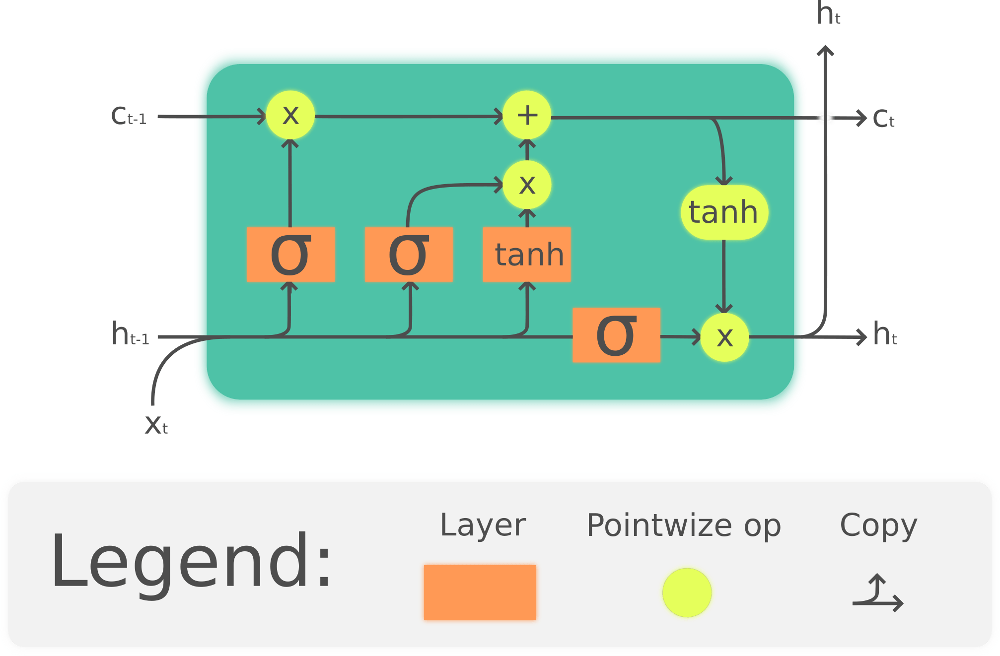 ht
x
+
ct-1
ct
x
tanh
σ
σ
tanh
σ
x
ht-1
ht
xt
Legend:
Layer
Pointwize op
Copy